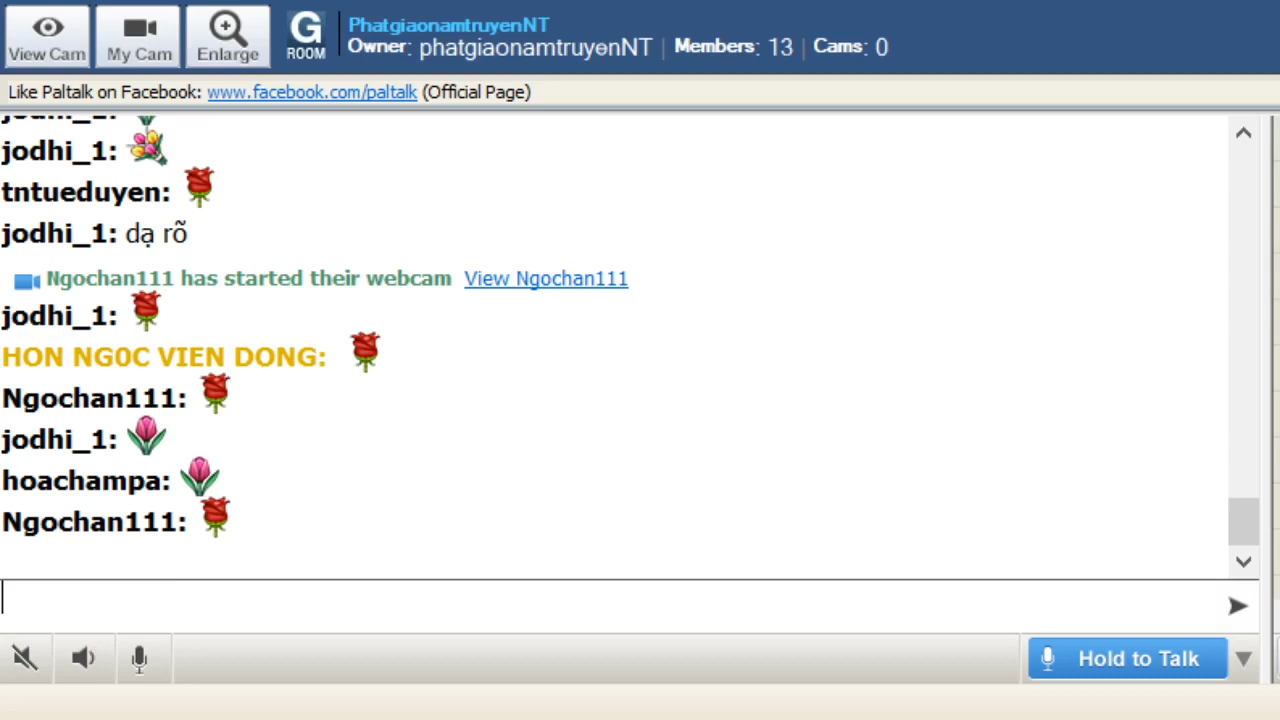 View Cam
My Cam
Enlarge
G
ROOM
PhatgiaonamtruyenNT
Owner: phatgiaonamtruyenNT | Members: 13 | Cams: 0
Like Paltalk on Facebook: www.facebook.com/paltalk (Official Page)
jodhi_1:
jodhi_1:
tntueduyen:
jodhi_1: dạ rõ
Ngochan111 has started their webcam View Ngochan111
jodhi_1:
HON NG0C VIEN DONG:
Ngochan111:
jodhi_1:
hoachampa:
Ngochan111:
Hold to Talk